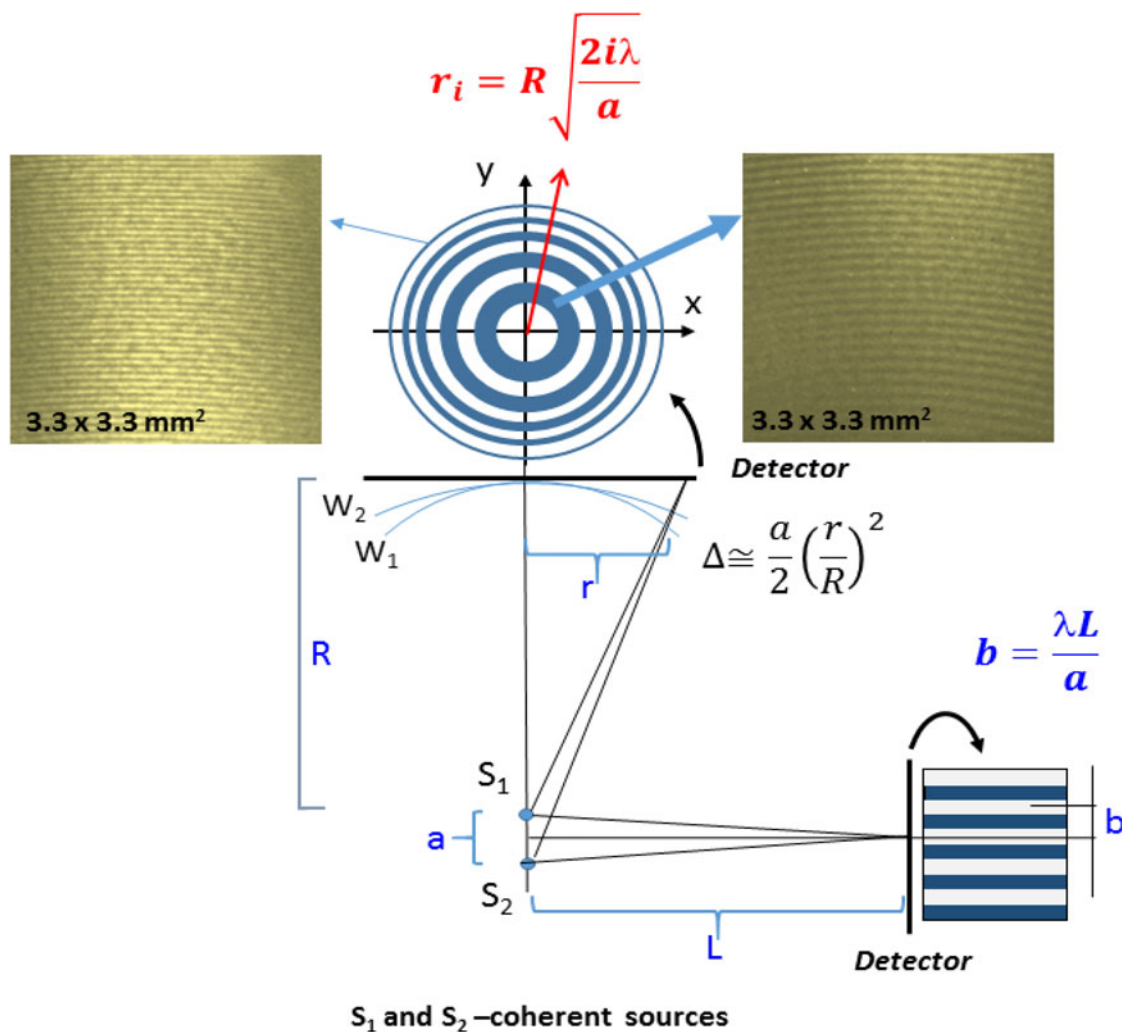 r_i = R √(2iλ/a)
y
x
3.3 x 3.3 mm²
3.3 x 3.3 mm²
Detector
W₂
W₁
r
Δ≅ a/2 (r/R)²
R
b = λL/a
S₁
a
S₂
b
L
Detector
S₁ and S₂ –coherent sources